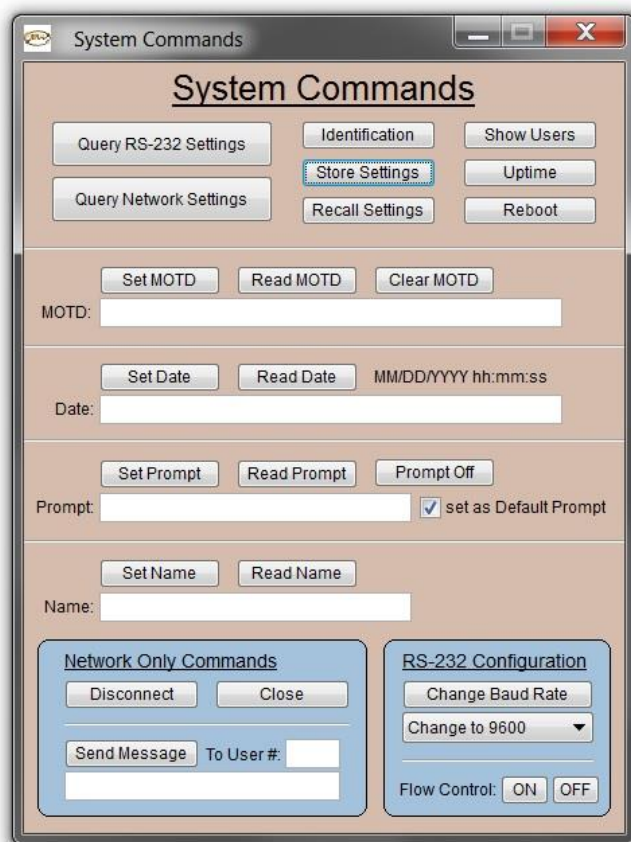 System Commands
System Commands
Query RS-232 Settings
Identification
Show Users
Store Settings
Uptime
Query Network Settings
Recall Settings
Reboot
Set MOTD Read MOTD Clear MOTD
MOTD:
Set Date Read Date MM/DD/YYYY hh:mm:ss
Date:
Set Prompt Read Prompt Prompt Off
Prompt: set as Default Prompt
Set Name Read Name
Name:
Network Only Commands
Disconnect Close
Send Message To User #:
RS-232 Configuration
Change Baud Rate
Change to 9600
Flow Control: ON OFF